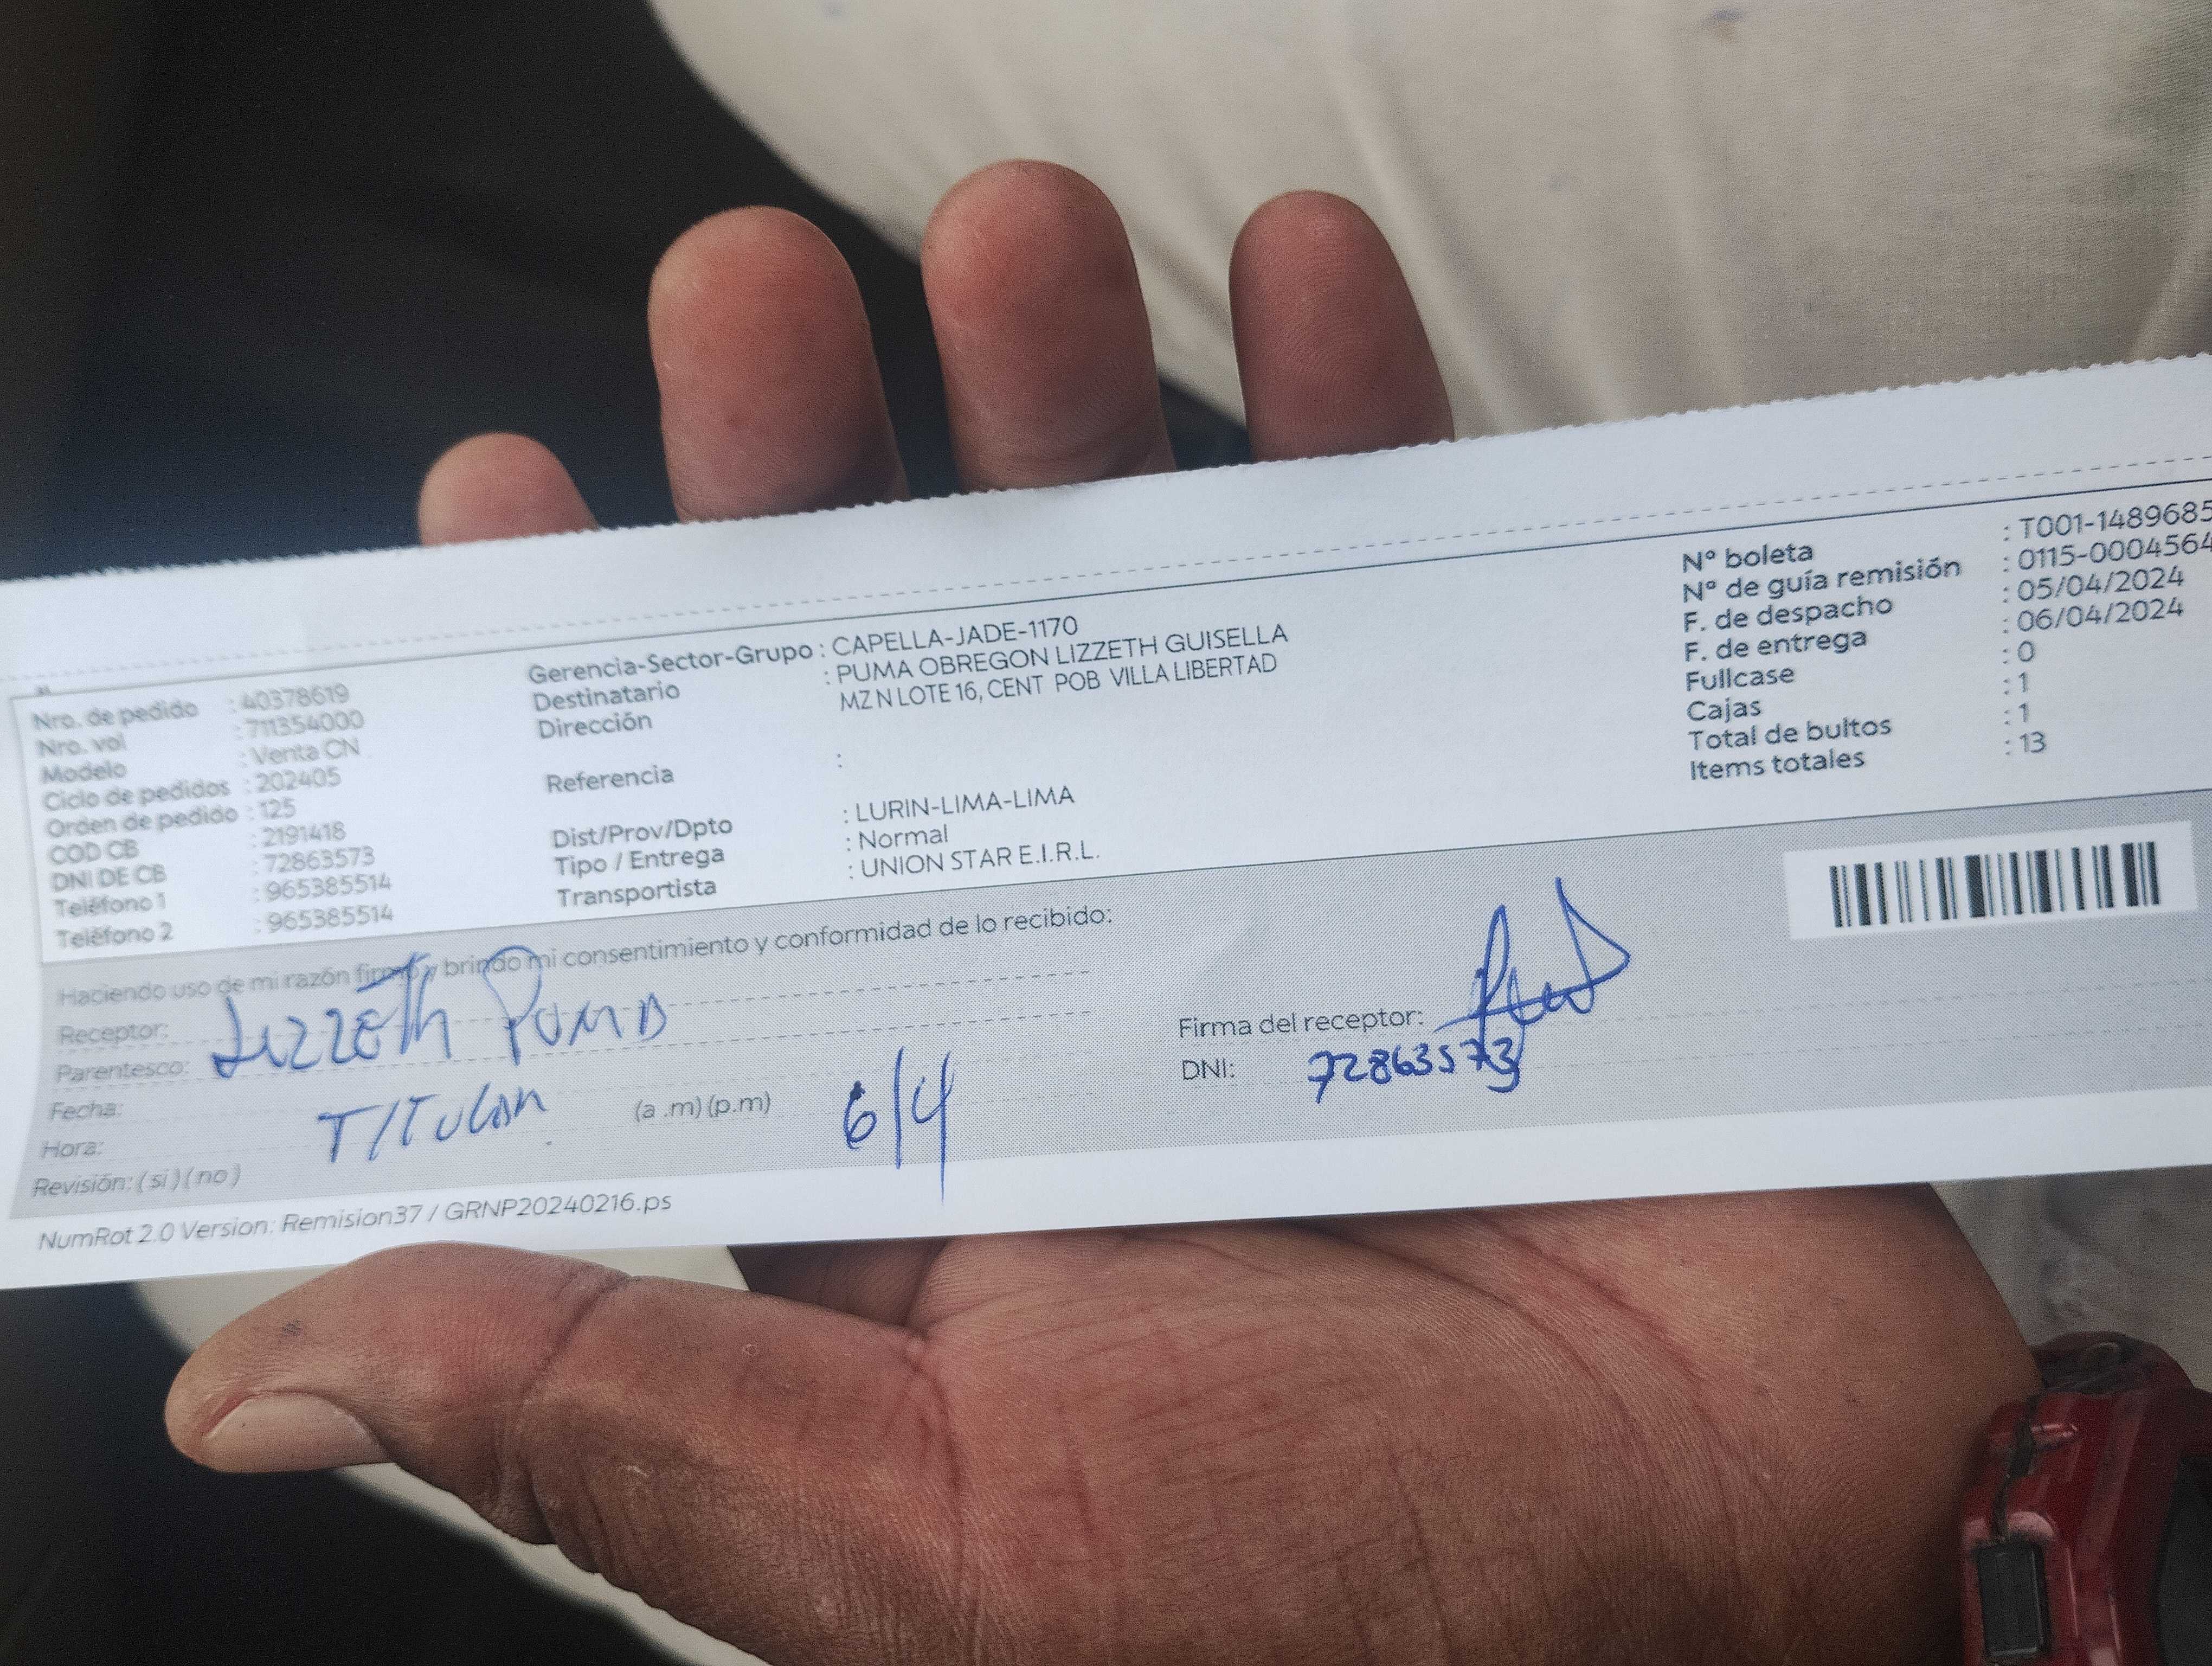 Nro. de pedido : 40378619
Nro. vol : 711354000
Modelo : Venta CN
Ciclo de pedidos : 202405
Orden de pedido : 125
COD CB : 2191418
DNI DE CB : 72863573
Teléfono 1 : 965385514
Teléfono 2 : 965385514
Gerencia-Sector-Grupo : CAPELLA-JADE-1170
Destinatario : PUMA OBREGON LIZZETH GUISELLA
Dirección MZ N LOTE 16, CENT POB VILLA LIBERTAD
Referencia :
Dist/Prov/Dpto : LURIN-LIMA-LIMA
Tipo / Entrega : Normal
Transportista : UNION STAR E.I.R.L.
N° boleta : T001-1489685
N° de guía remisión : 0115-0004564
F. de despacho : 05/04/2024
F. de entrega : 06/04/2024
Fullcase : 0
Cajas : 1
Total de bultos : 1
Items totales : 13
Haciendo uso de mi razón firmo y brindo mi consentimiento y conformidad de lo recibido:
Receptor: LIZZETH PUMA
Parentesco: TITULAR
Fecha: 6/4
Hora: (a .m) (p.m)
Revisión: ( si ) ( no )
Firma del receptor:
DNI: 72863573
NumRot 2.0 Version: Remision37 / GRNP20240216.ps